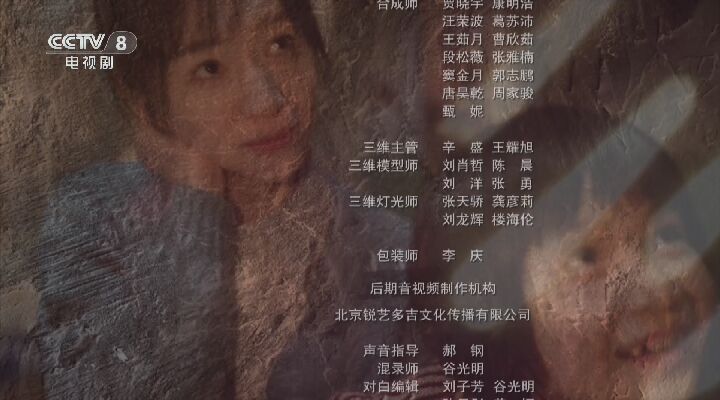 CCTV 8
电视剧
合成师 贾晓宇 康明浩
汪荣波 葛苏沛
王茹月 曹欣茹
段松薇 张雅楠
窦金月 郭志鹏
唐昊乾 周家骏
甄 妮
三维主管 辛 盛 王耀旭
三维模型师 刘肖哲 陈 晨
刘 洋 张 勇
三维灯光师 张天骄 龚彦莉
刘龙辉 楼海伦
包装师 李 庆
后期音视频制作机构
北京锐艺多吉文化传播有限公司
声音指导 郝 钢
混录师 谷光明
对白编辑 刘子芳 谷光明